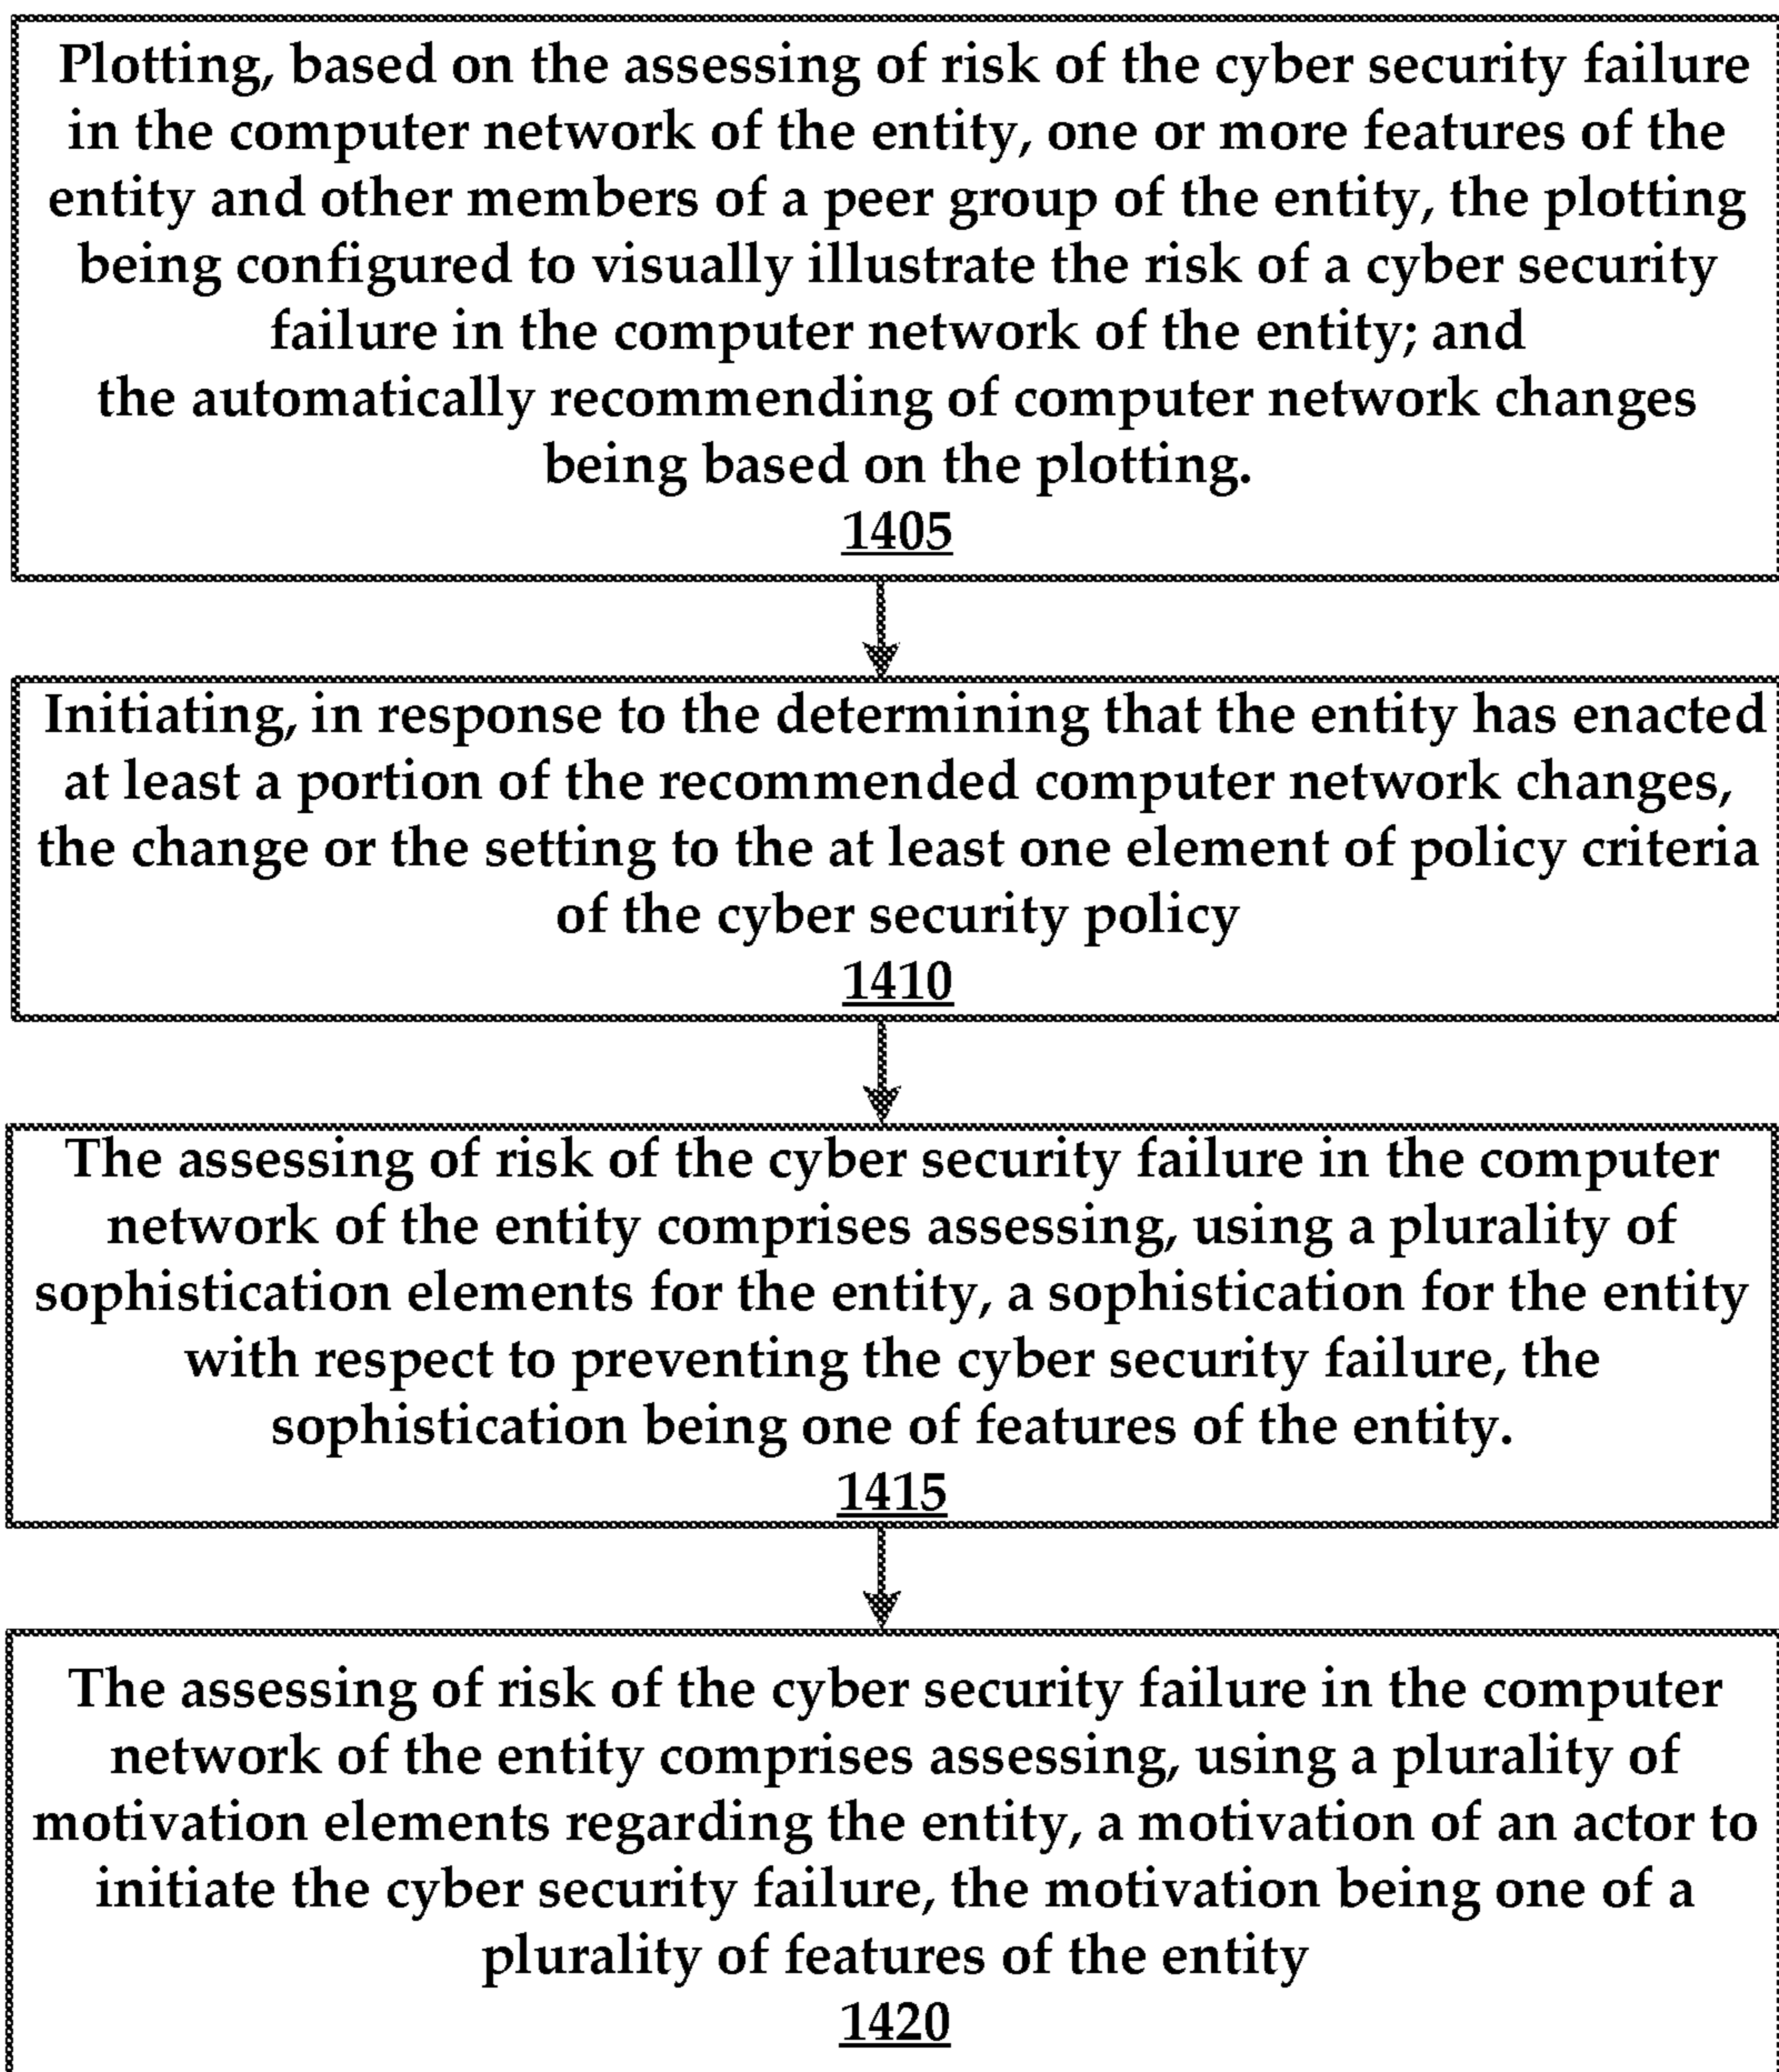 Plotting, based on the assessing of risk of the cyber security failure
in the computer network of the entity, one or more features of the
entity and other members of a peer group of the entity, the plotting
being configured to visually illustrate the risk of a cyber security
failure in the computer network of the entity; and
the automatically recommending of computer network changes
being based on the plotting.
1405
Initiating, in response to the determining that the entity has enacted
at least a portion of the recommended computer network changes,
the change or the setting to the at least one element of policy criteria
of the cyber security policy
1410
The assessing of risk of the cyber security failure in the computer
network of the entity comprises assessing, using a plurality of
sophistication elements for the entity, a sophistication for the entity
with respect to preventing the cyber security failure, the
sophistication being one of features of the entity.
1415
The assessing of risk of the cyber security failure in the computer
network of the entity comprises assessing, using a plurality of
motivation elements regarding the entity, a motivation of an actor to
initiate the cyber security failure, the motivation being one of a
plurality of features of the entity
1420